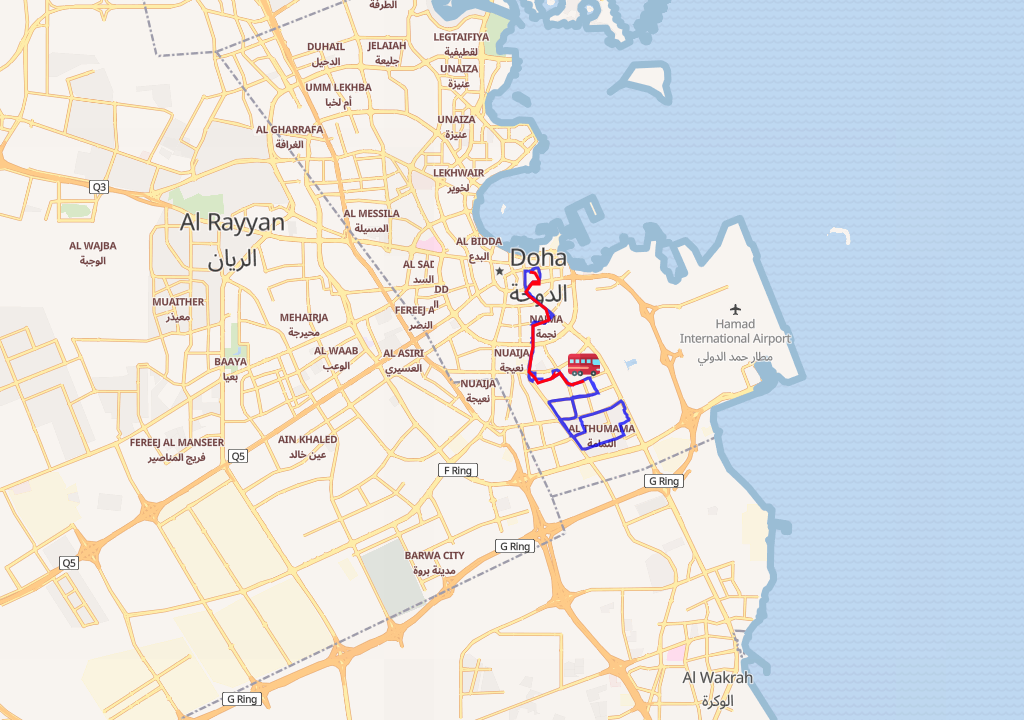 الطرفة
LEGTAIFIYA
لقطيفية
DUHAIL
الدحيل
JELAIAH
جليعة
UNAIZA
عنيزة
UMM LEKHBA
أم لخبا
UNAIZA
عنيزة
AL GHARRAFA
الغرافة
LEKHWAIR
لخوير
Q3
Al Rayyan
الريان
AL MESSILA
المسيلة
AL WAJBA
الوجبة
AL BIDDA
البدع
Doha
الدوحة
AL SAD
السد
DD
MUAITHER
معيذر
FEREEJ A
النصر
MEHAIRJA
محيرجة
NAJMA
نجمة
Hamad
International Airport
مطار حمد الدولي
AL WAAB
الوعب
AL ASIRI
العسيري
NUAIJA
نعيجة
BAAYA
بعيا
NUAIJA
نعيجة
AL THUMAMA
الثمامة
FEREEJ AL MANSEER
فريج المناصير
AIN KHALED
عين خالد
Q5
F Ring
G Ring
G Ring
BARWA CITY
مدينة بروة
Q5
Al Wakrah
الوكرة
G Ring